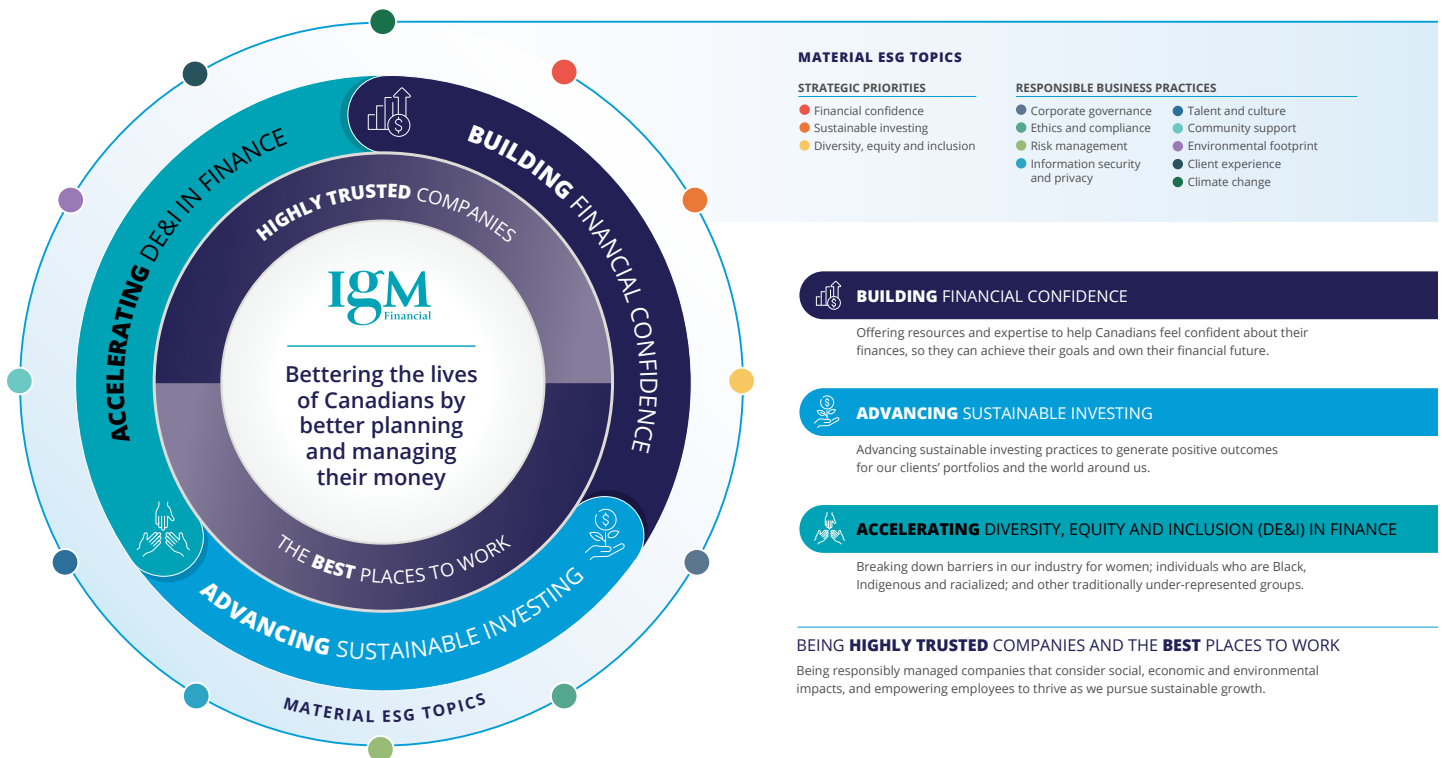 ACCELERATING DE&I IN FINANCE
BUILDING FINANCIAL CONFIDENCE
HIGHLY TRUSTED COMPANIES
IGM
Financial
Bettering the lives
of Canadians by
better planning
and managing
their money
THE BEST PLACES TO WORK
ADVANCING SUSTAINABLE INVESTING
MATERIAL ESG TOPICS
MATERIAL ESG TOPICS
STRATEGIC PRIORITIES
Financial confidence
Sustainable investing
Diversity, equity and inclusion
RESPONSIBLE BUSINESS PRACTICES
Corporate governance
Ethics and compliance
Risk management
Information security
and privacy
Talent and culture
Community support
Environmental footprint
Client experience
Climate change
BUILDING FINANCIAL CONFIDENCE
Offering resources and expertise to help Canadians feel confident about their
finances, so they can achieve their goals and own their financial future.
ADVANCING SUSTAINABLE INVESTING
Advancing sustainable investing practices to generate positive outcomes
for our clients’ portfolios and the world around us.
ACCELERATING DIVERSITY, EQUITY AND INCLUSION (DE&I) IN FINANCE
Breaking down barriers in our industry for women; individuals who are Black,
Indigenous and racialized; and other traditionally under-represented groups.
BEING HIGHLY TRUSTED COMPANIES AND THE BEST PLACES TO WORK
Being responsibly managed companies that consider social, economic and environmental
impacts, and empowering employees to thrive as we pursue sustainable growth.